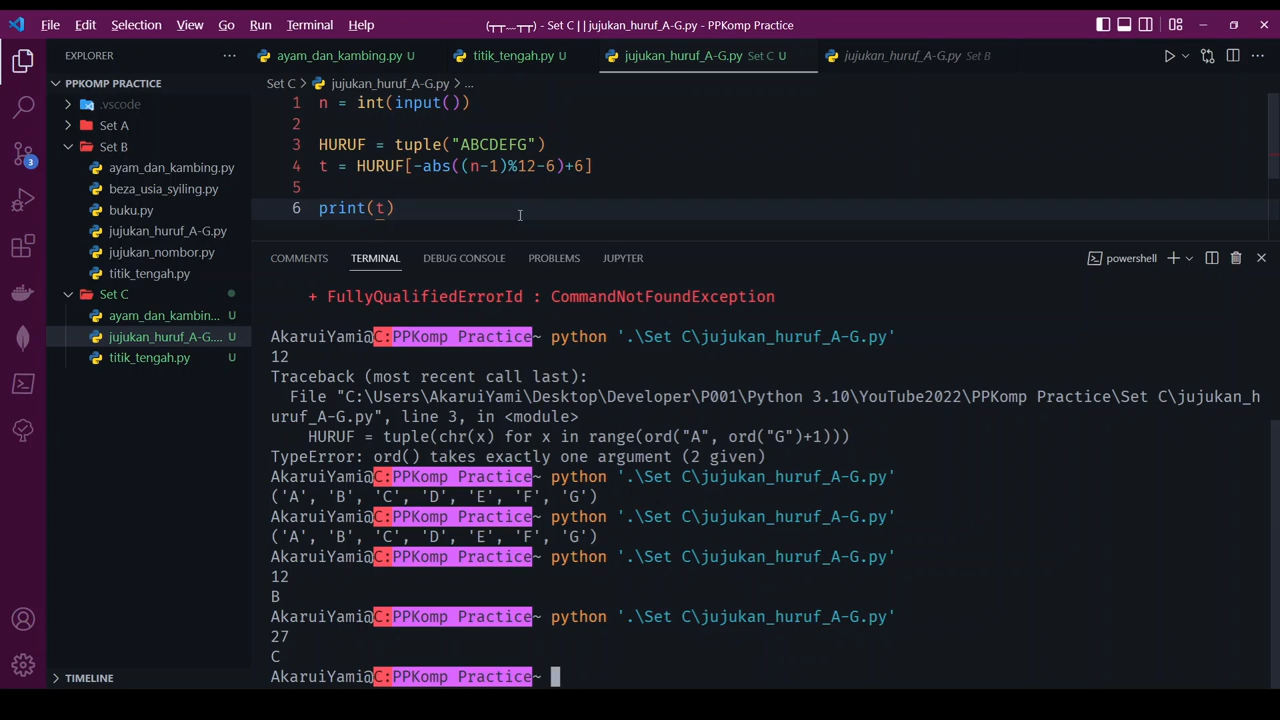 File Edit Selection View Go Run Terminal Help
(┬┬﹏┬┬) - Set C | | jujukan_huruf_A-G.py - PPKomp Practice
EXPLORER
ayam_dan_kambing.py U
titik_tengah.py U
jujukan_huruf_A-G.py Set C U
jujukan_huruf_A-G.py Set B
PPKOMP PRACTICE
.vscode
Set A
Set B
ayam_dan_kambing.py
beza_usia_syiling.py
buku.py
jujukan_huruf_A-G.py
jujukan_nombor.py
titik_tengah.py
Set C
ayam_dan_kambin... U
jujukan_huruf_A-G.... U
titik_tengah.py U
3
TIMELINE
Set C > jujukan_huruf_A-G.py > ...
1 n = int(input())
2
3 HURUF = tuple("ABCDEFG")
4 t = HURUF[-abs((n-1)%12-6)+6]
5
6 print(t)
COMMENTS TERMINAL DEBUG CONSOLE PROBLEMS JUPYTER
powershell
+ FullyQualifiedErrorId : CommandNotFoundException
AkaruiYami@C:PPKomp Practice~ python '.\Set C\jujukan_huruf_A-G.py'
12
Traceback (most recent call last):
File "C:\Users\AkaruiYami\Desktop\Developer\P001\Python 3.10\YouTube2022\PPKomp Practice\Set C\jujukan_h
uruf_A-G.py", line 3, in <module>
HURUF = tuple(chr(x) for x in range(ord("A", ord("G")+1)))
TypeError: ord() takes exactly one argument (2 given)
AkaruiYami@C:PPKomp Practice~ python '.\Set C\jujukan_huruf_A-G.py'
('A', 'B', 'C', 'D', 'E', 'F', 'G')
AkaruiYami@C:PPKomp Practice~ python '.\Set C\jujukan_huruf_A-G.py'
('A', 'B', 'C', 'D', 'E', 'F', 'G')
AkaruiYami@C:PPKomp Practice~ python '.\Set C\jujukan_huruf_A-G.py'
12
B
AkaruiYami@C:PPKomp Practice~ python '.\Set C\jujukan_huruf_A-G.py'
27
C
AkaruiYami@C:PPKomp Practice~